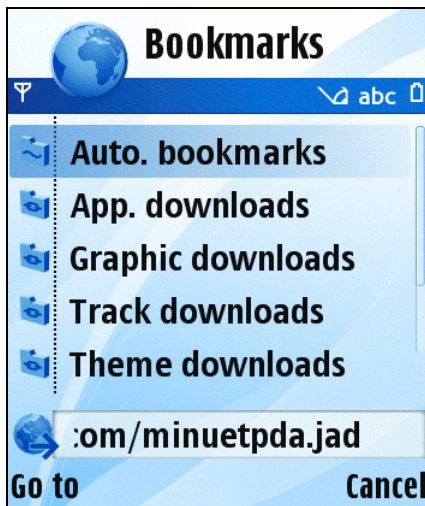 Bookmarks
abc
Auto. bookmarks
App. downloads
Graphic downloads
Track downloads
Theme downloads
:om/minuetpda.jad
Go to Cancel